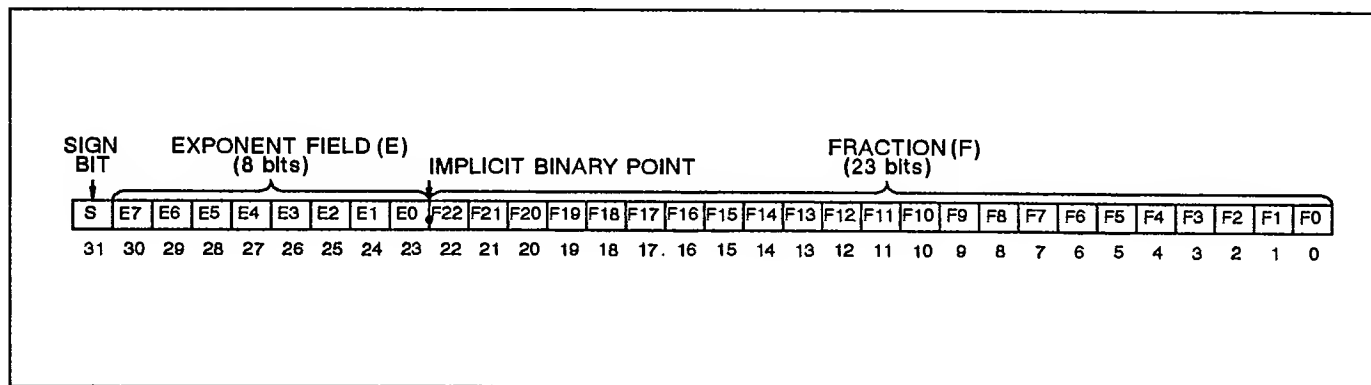 SIGN BIT
EXPONENT FIELD (E)
(8 bits)
IMPLICIT BINARY POINT
FRACTION (F)
(23 bits)
S E7 E6 E5 E4 E3 E2 E1 E0 F22 F21 F20 F19 F18 F17 F16 F15 F14 F13 F12 F11 F10 F9 F8 F7 F6 F5 F4 F3 F2 F1 F0
31 30 29 28 27 26 25 24 23 22 21 20 19 18 17. 16 15 14 13 12 11 10 9 8 7 6 5 4 3 2 1 0